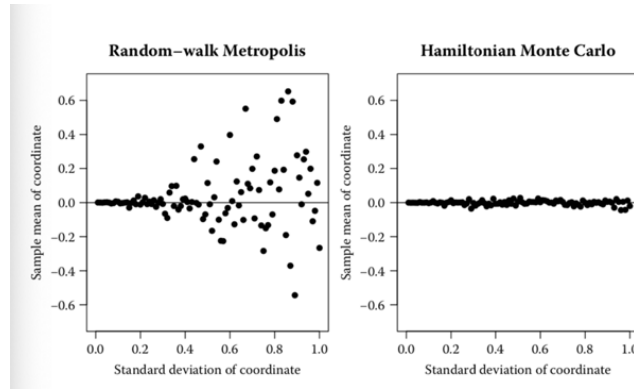 Random–walk Metropolis
Hamiltonian Monte Carlo
Sample mean of coordinate
0.6
0.4
0.2
0.0
−0.2
−0.4
−0.6
0.0 0.2 0.4 0.6 0.8 1.0
Standard deviation of coordinate
Sample mean of coordinate
0.6
0.4
0.2
0.0
−0.2
−0.4
−0.6
0.0 0.2 0.4 0.6 0.8 1.0
Standard deviation of coordinate